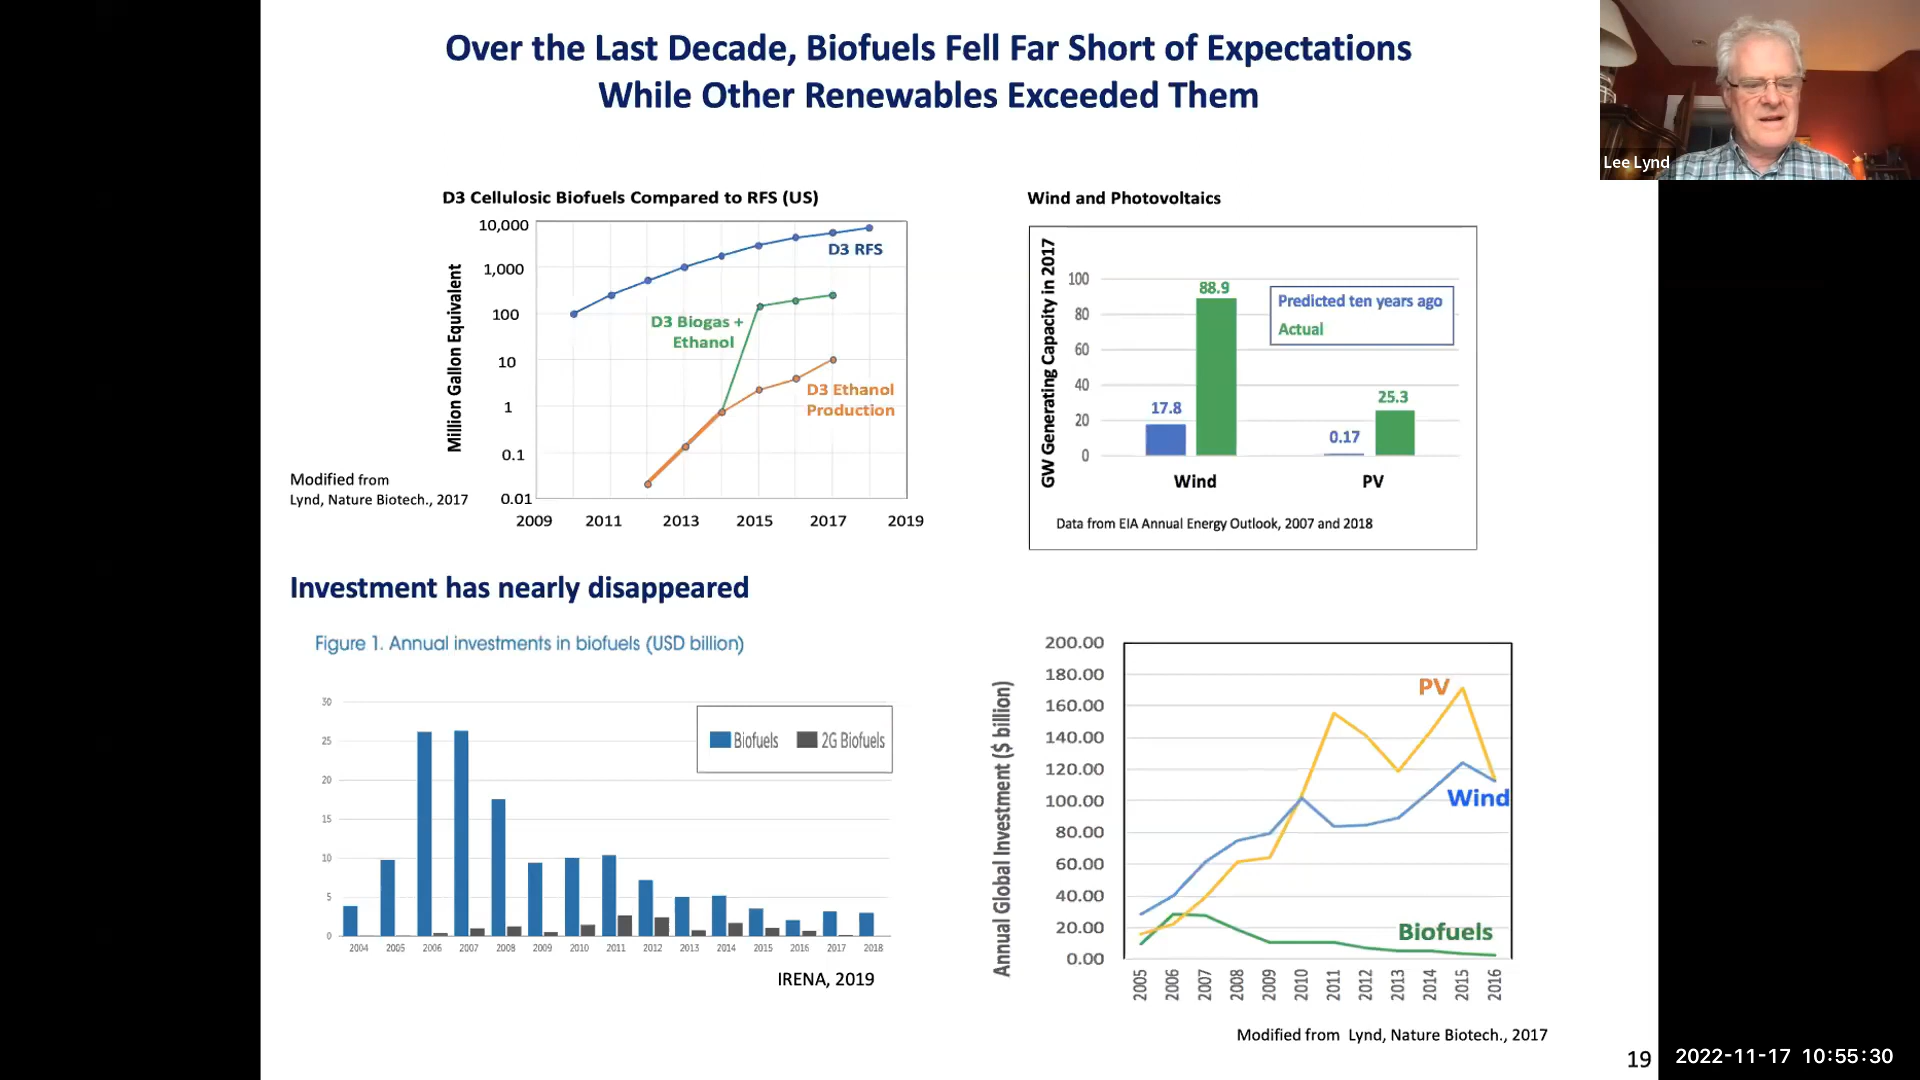 Over the Last Decade, Biofuels Fell Far Short of Expectations
While Other Renewables Exceeded Them
Lee Lynd
D3 Cellulosic Biofuels Compared to RFS (US)
Million Gallon Equivalent
10,000
1,000
100
10
1
0.1
0.01
D3 RFS
D3 Biogas +
Ethanol
D3 Ethanol
Production
2009 2011 2013 2015 2017 2019
Modified from
Lynd, Nature Biotech., 2017
Wind and Photovoltaics
GW Generating Capacity in 2017
100
80
60
40
20
0
88.9
17.8
25.3
0.17
Predicted ten years ago
Actual
Wind PV
Data from EIA Annual Energy Outlook, 2007 and 2018
Investment has nearly disappeared
Figure 1. Annual investments in biofuels (USD billion)
30
25
20
15
10
5
0
Biofuels 2G Biofuels
2004 2005 2006 2007 2008 2009 2010 2011 2012 2013 2014 2015 2016 2017 2018
IRENA, 2019
Annual Global Investment ($ billion)
200.00
180.00
160.00
140.00
120.00
100.00
80.00
60.00
40.00
20.00
0.00
PV
Wind
Biofuels
2005 2006 2007 2008 2009 2010 2011 2012 2013 2014 2015 2016
Modified from Lynd, Nature Biotech., 2017
19
2022-11-17 10:55:30